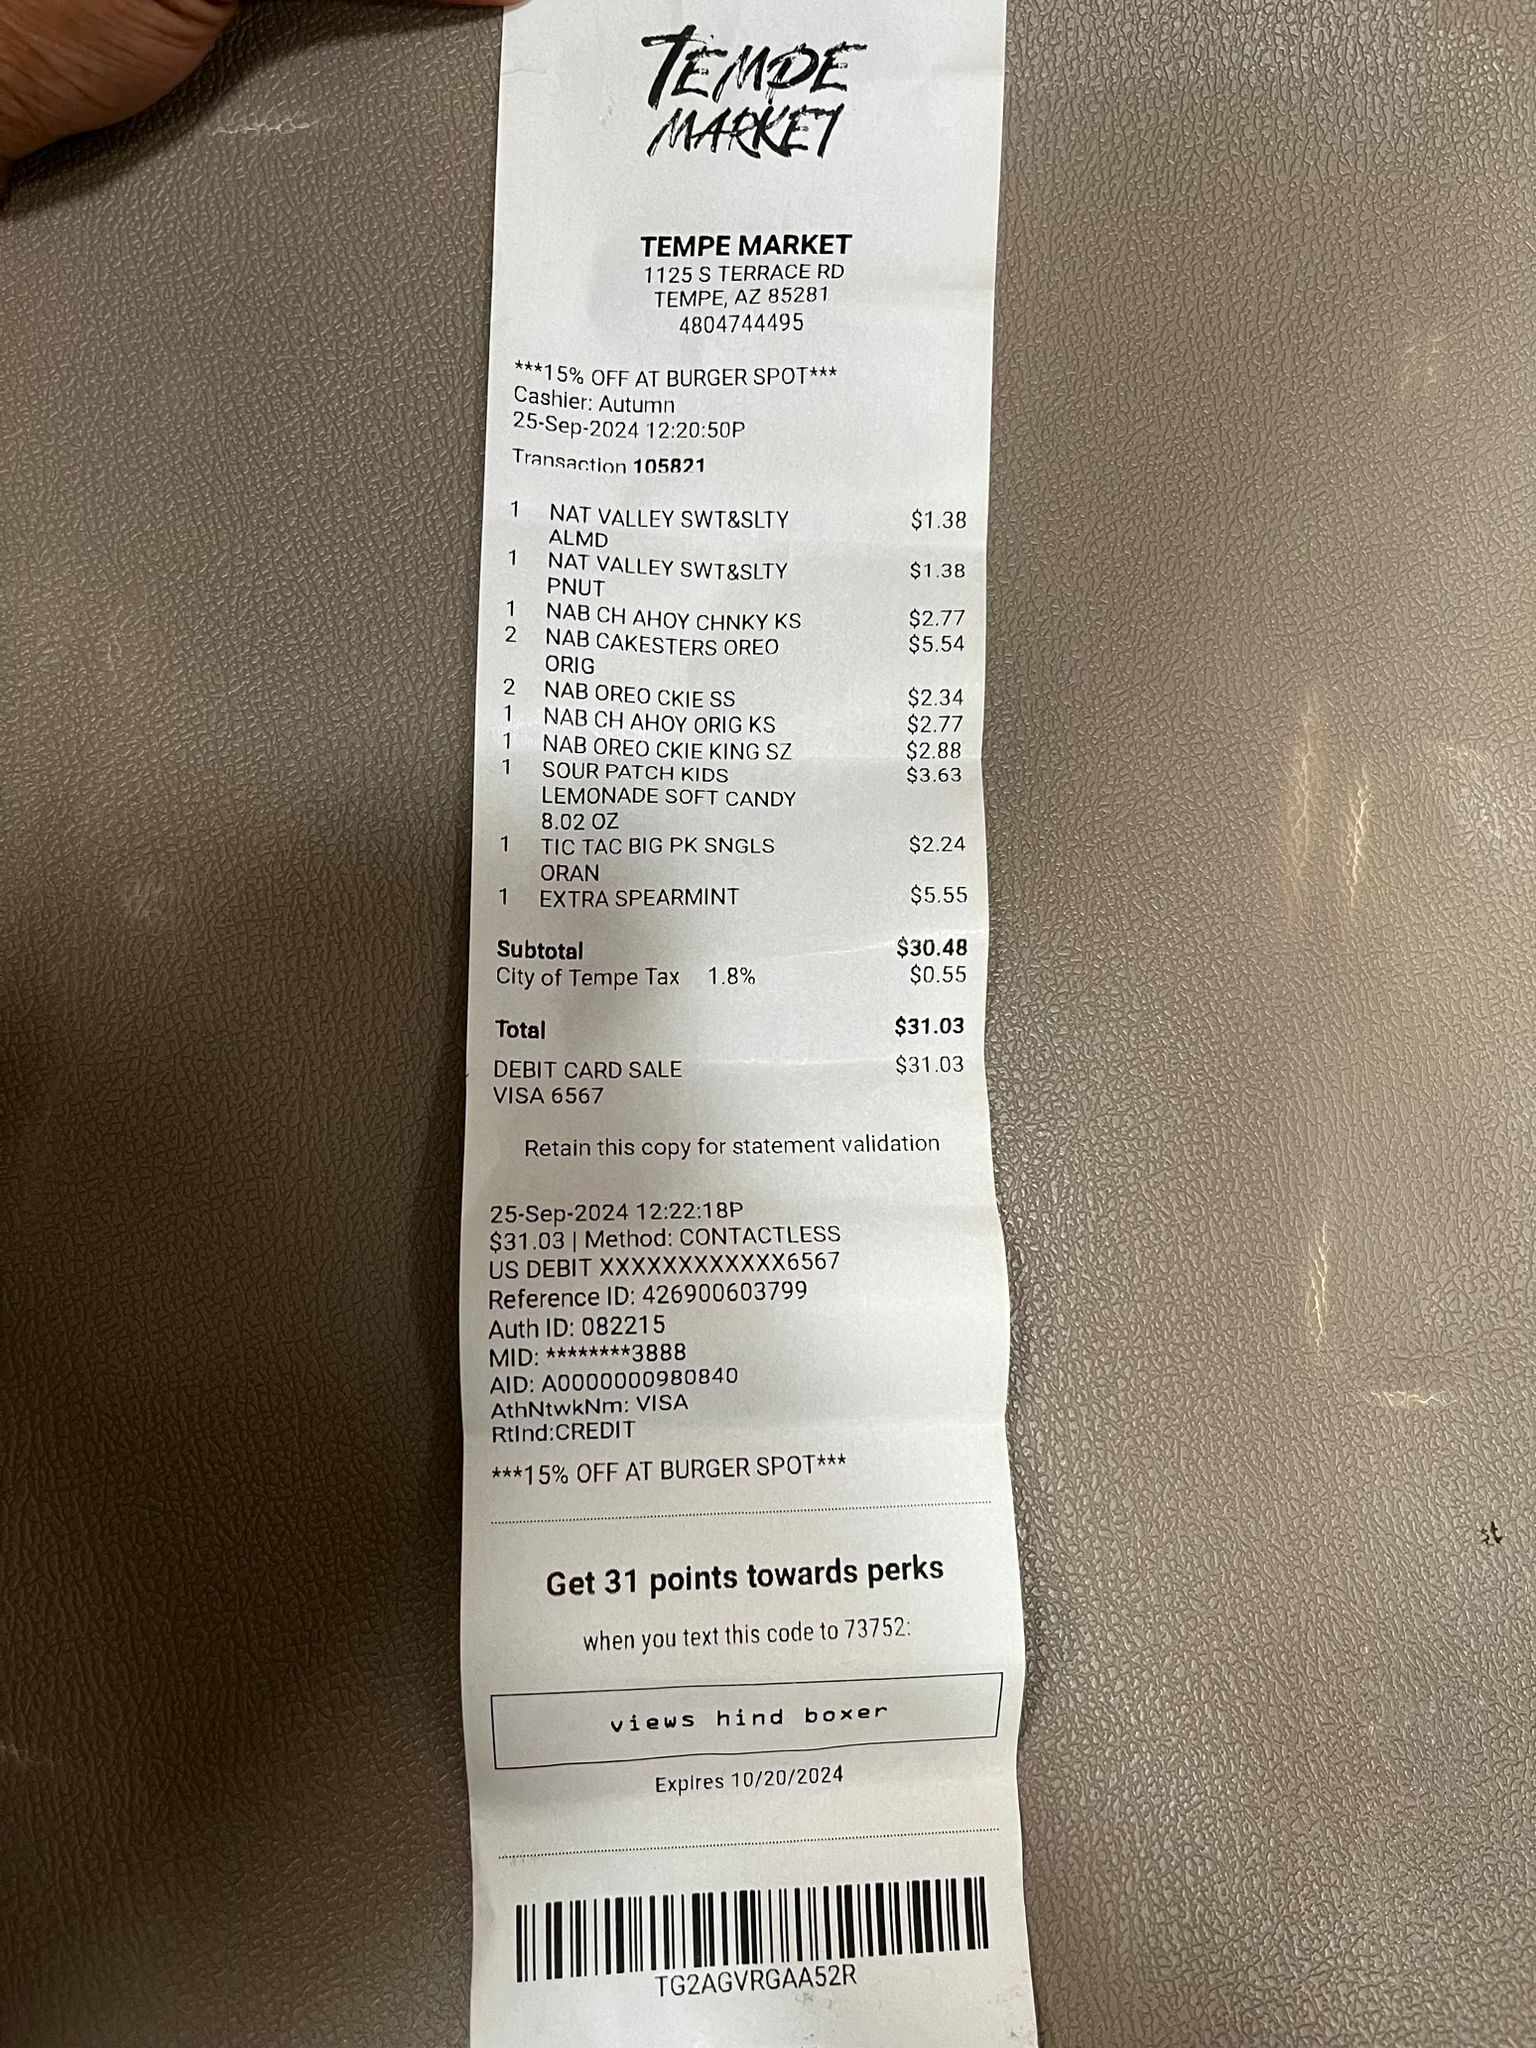 TEMPE
MARKET
TEMPE MARKET
1125 S TERRACE RD
TEMPE, AZ 85281
4804744495
***15% OFF AT BURGER SPOT***
Cashier: Autumn
25-Sep-2024 12:20:50P
Transaction 105821
1 NAT VALLEY SWT&SLTY $1.38
ALMD
1 NAT VALLEY SWT&SLTY $1.38
PNUT
1 NAB CH AHOY CHNKY KS $2.77
2 NAB CAKESTERS OREO $5.54
ORIG
2 NAB OREO CKIE SS $2.34
1 NAB CH AHOY ORIG KS $2.77
1 NAB OREO CKIE KING SZ $2.88
1 SOUR PATCH KIDS $3.63
LEMONADE SOFT CANDY
8.02 OZ
1 TIC TAC BIG PK SNGLS $2.24
ORAN
1 EXTRA SPEARMINT $5.55
Subtotal $30.48
City of Tempe Tax 1.8% $0.55
Total $31.03
DEBIT CARD SALE $31.03
VISA 6567
Retain this copy for statement validation
25-Sep-2024 12:22:18P
$31.03 | Method: CONTACTLESS
US DEBIT XXXXXXXXXXXX6567
Reference ID: 426900603799
Auth ID: 082215
MID: ********3888
AID: A0000000980840
AthNtwkNm: VISA
RtInd:CREDIT
***15% OFF AT BURGER SPOT***
Get 31 points towards perks
when you text this code to 73752:
views hind boxer
Expires 10/20/2024
TG2AGVRGAA52R